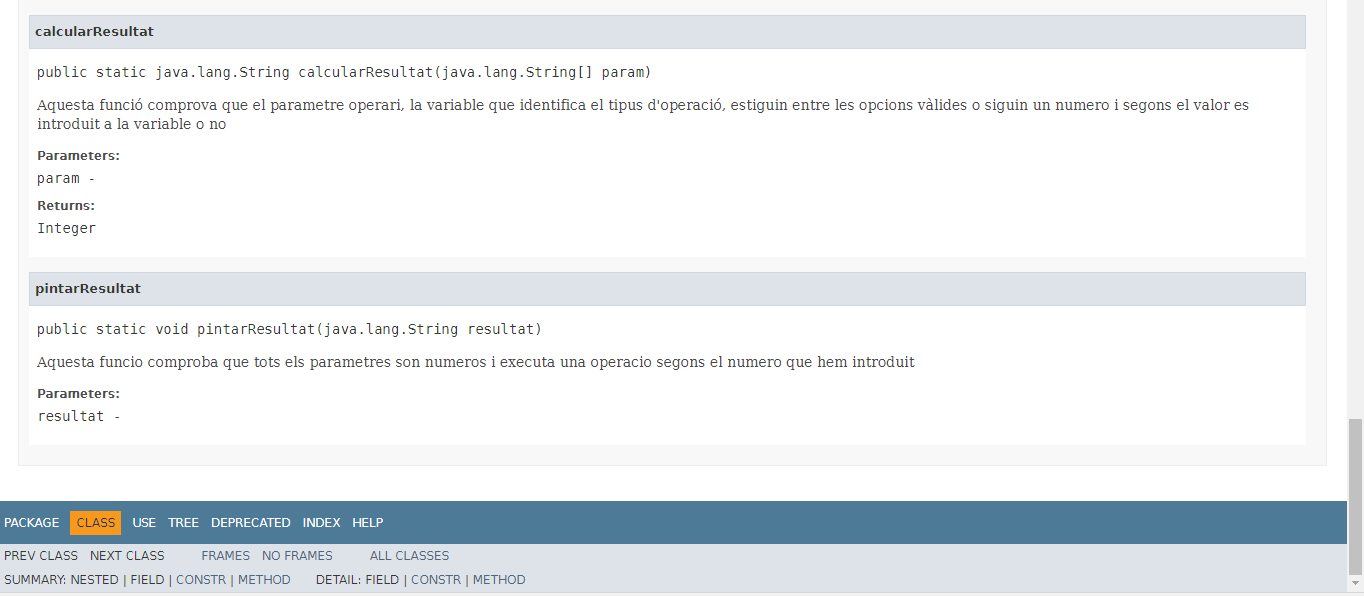 calcularResultat
public static java.lang.String calcularResultat(java.lang.String[] param)
Aquesta funció comprova que el parametre operari, la variable que identifica el tipus d'operació, estiguin entre les opcions vàlides o siguin un numero i segons el valor es
introduit a la variable o no
Parameters:
param -
Returns:
Integer
pintarResultat
public static void pintarResultat(java.lang.String resultat)
Aquesta funcio comproba que tots els parametres son numeros i executa una operacio segons el numero que hem introduit
Parameters:
resultat -
PACKAGE CLASS USE TREE DEPRECATED INDEX HELP
PREV CLASS NEXT CLASS FRAMES NO FRAMES ALL CLASSES
SUMMARY: NESTED | FIELD | CONSTR | METHOD DETAIL: FIELD | CONSTR | METHOD